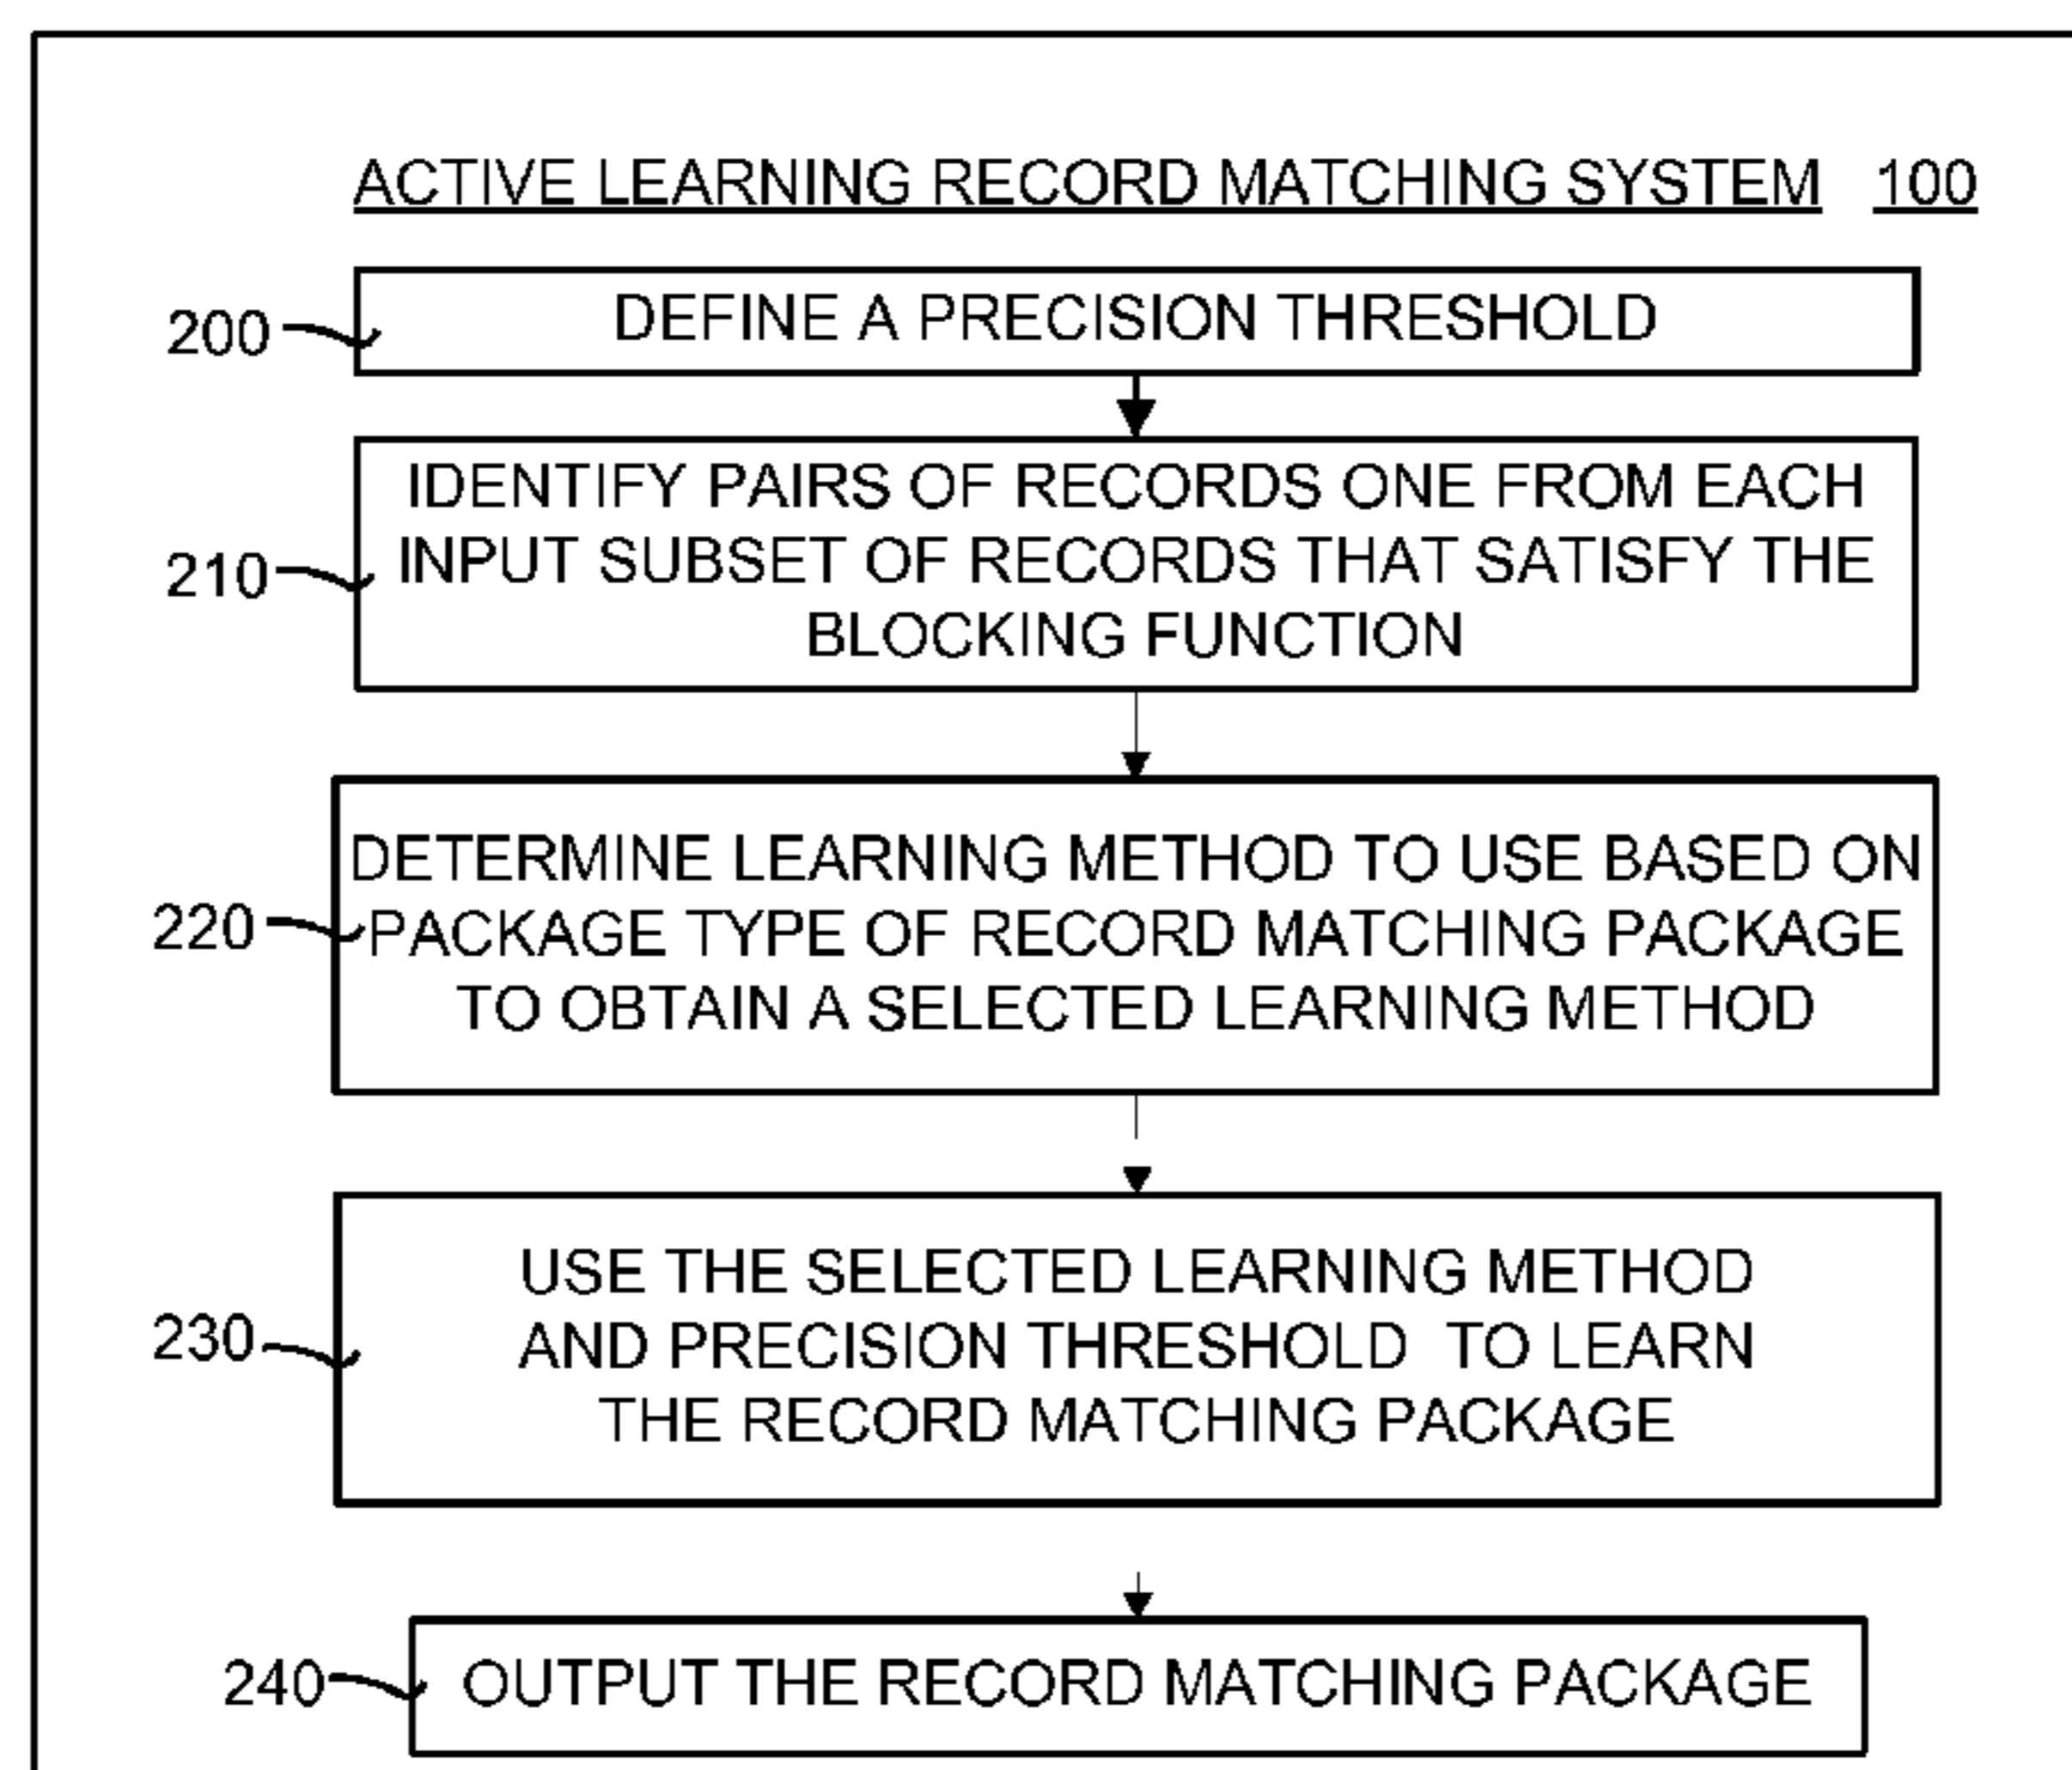 ACTIVE LEARNING RECORD MATCHING SYSTEM 100
200 DEFINE A PRECISION THRESHOLD
IDENTIFY PAIRS OF RECORDS ONE FROM EACH
210 INPUT SUBSET OF RECORDS THAT SATISFY THE
BLOCKING FUNCTION
DETERMINE LEARNING METHOD TO USE BASED ON
220 PACKAGE TYPE OF RECORD MATCHING PACKAGE
TO OBTAIN A SELECTED LEARNING METHOD
USE THE SELECTED LEARNING METHOD
230 AND PRECISION THRESHOLD TO LEARN
THE RECORD MATCHING PACKAGE
240 OUTPUT THE RECORD MATCHING PACKAGE